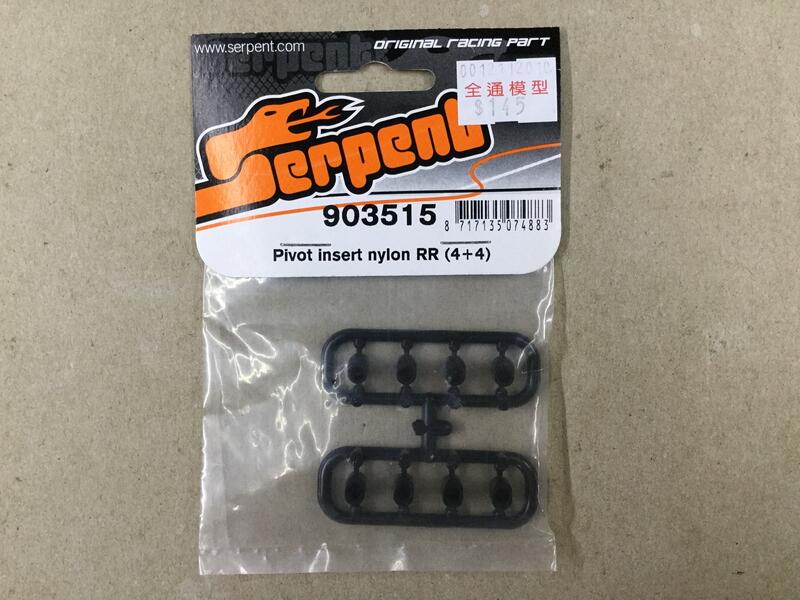 www.serpent.com
ORIGINAL RACING PART
全通模型
$145
Serpent
903515
8 717135 074883
Pivot insert nylon RR (4+4)